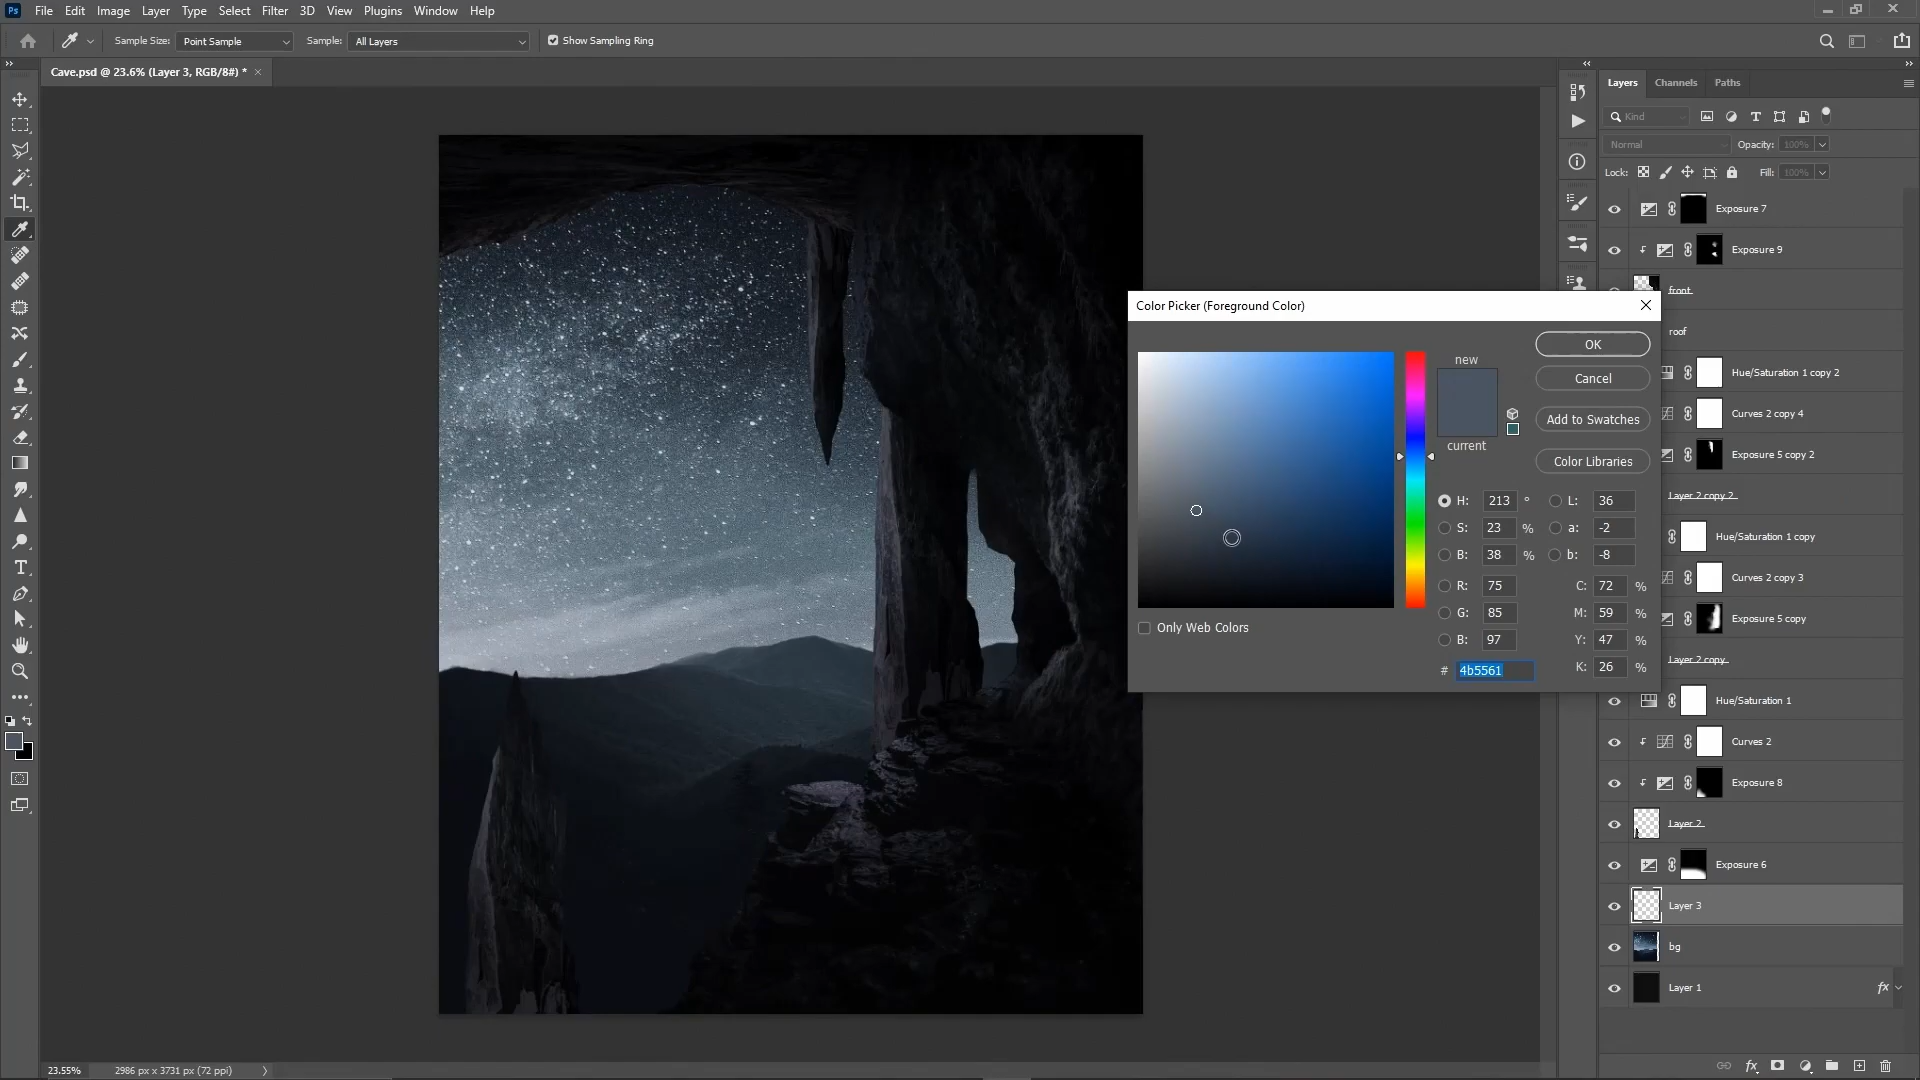 Ps File Edit Image Layer Type Select Filter 3D View Plugins Window Help
Sample Size: Point Sample Sample: All Layers Show Sampling Ring
Cave.psd @ 23.6% (Layer 3, RGB/8#) *
Layers Channels Paths
Kind
Normal Opacity: 100%
Lock: Fill: 100%
Exposure 7
Exposure 9
front
roof
Hue/Saturation 1 copy 2
Curves 2 copy 4
Exposure 5 copy 2
Layer 2 copy 2
Hue/Saturation 1 copy
Curves 2 copy 3
Exposure 5 copy
Layer 2 copy
Hue/Saturation 1
Curves 2
Exposure 8
Layer 2
Exposure 6
Layer 3
bg
Layer 1 fx
fx
Color Picker (Foreground Color)
new
current
OK
Cancel
Add to Swatches
Color Libraries
H: 213 ° L: 36
S: 23 % a: -2
B: 38 % b: -8
R: 75 C: 72 %
G: 85 M: 59 %
B: 97 Y: 47 %
# 4b5561 K: 26 %
Only Web Colors
23.55% 2986 px x 3731 px (72 ppi)